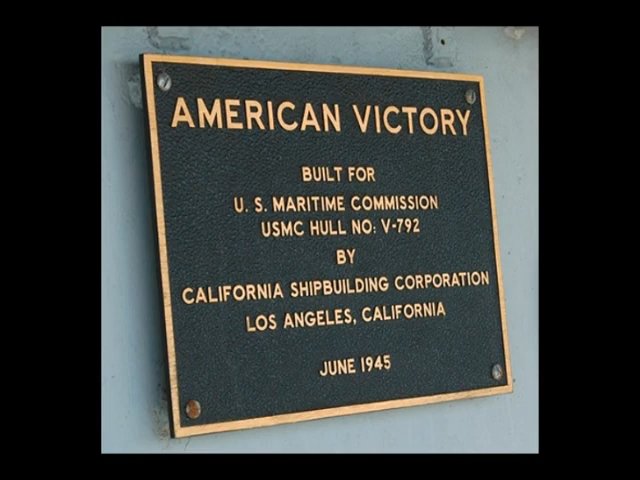 AMERICAN VICTORY
BUILT FOR
U. S. MARITIME COMMISSION
USMC HULL NO: V-792
BY
CALIFORNIA SHIPBUILDING CORPORATION
LOS ANGELES, CALIFORNIA
JUNE 1945